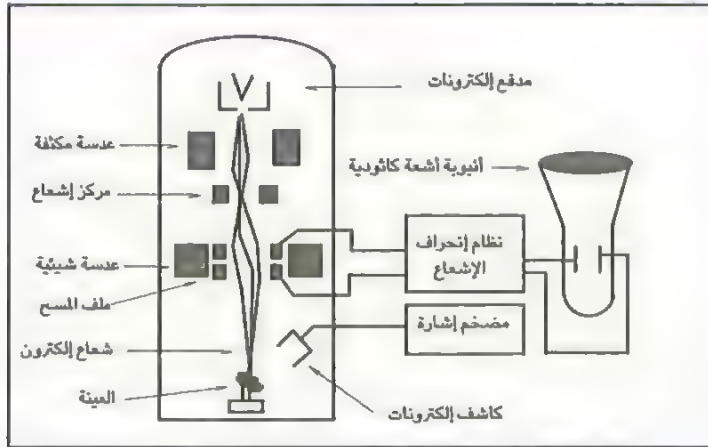 مدفع إلكترونات
عدسة مكثفة
أنبوبة أشعة كاثودية
مركز إشعاع
نظام إنحراف
الإشعاع
عدسة شيئية
ملف المسح
مضخم إشارة
شعاع إلكترون
العينة
كاشف إلكترونات